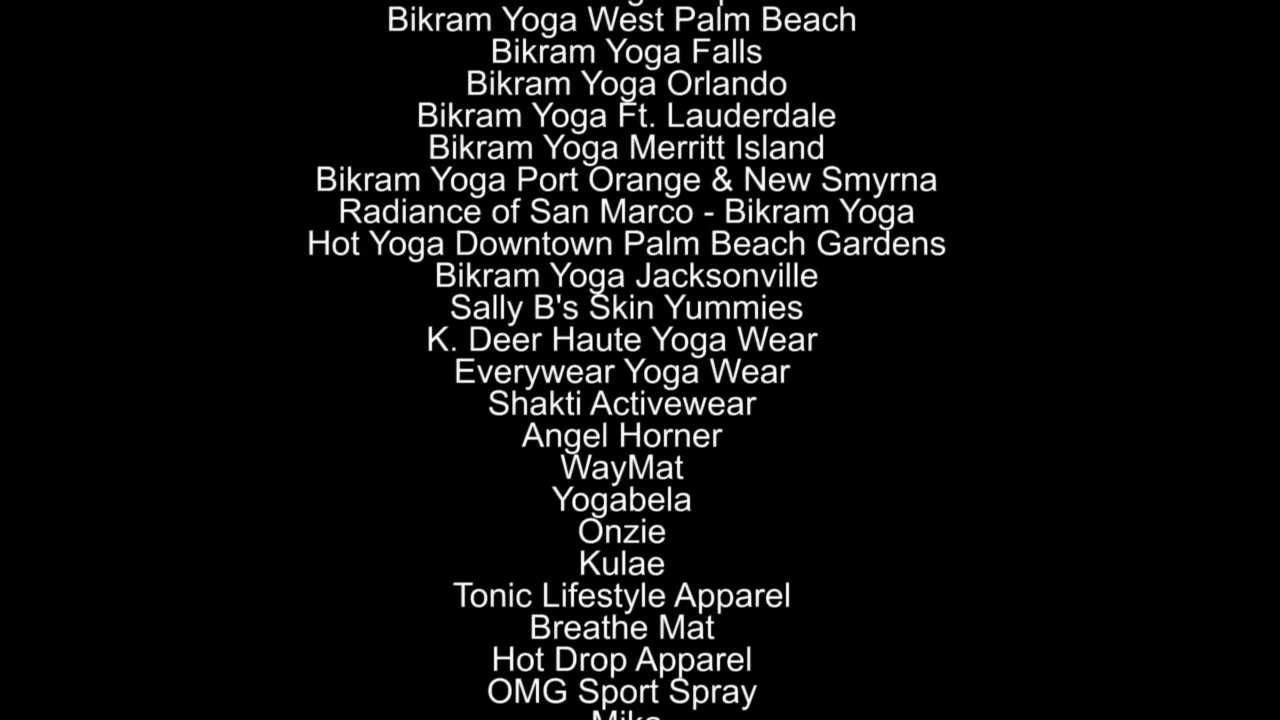 Bikram Yoga West Palm Beach
Bikram Yoga Falls
Bikram Yoga Orlando
Bikram Yoga Ft. Lauderdale
Bikram Yoga Merritt Island
Bikram Yoga Port Orange & New Smyrna
Radiance of San Marco - Bikram Yoga
Hot Yoga Downtown Palm Beach Gardens
Bikram Yoga Jacksonville
Sally B's Skin Yummies
K. Deer Haute Yoga Wear
Everywear Yoga Wear
Shakti Activewear
Angel Horner
WayMat
Yogabela
Onzie
Kulae
Tonic Lifestyle Apparel
Breathe Mat
Hot Drop Apparel
OMG Sport Spray